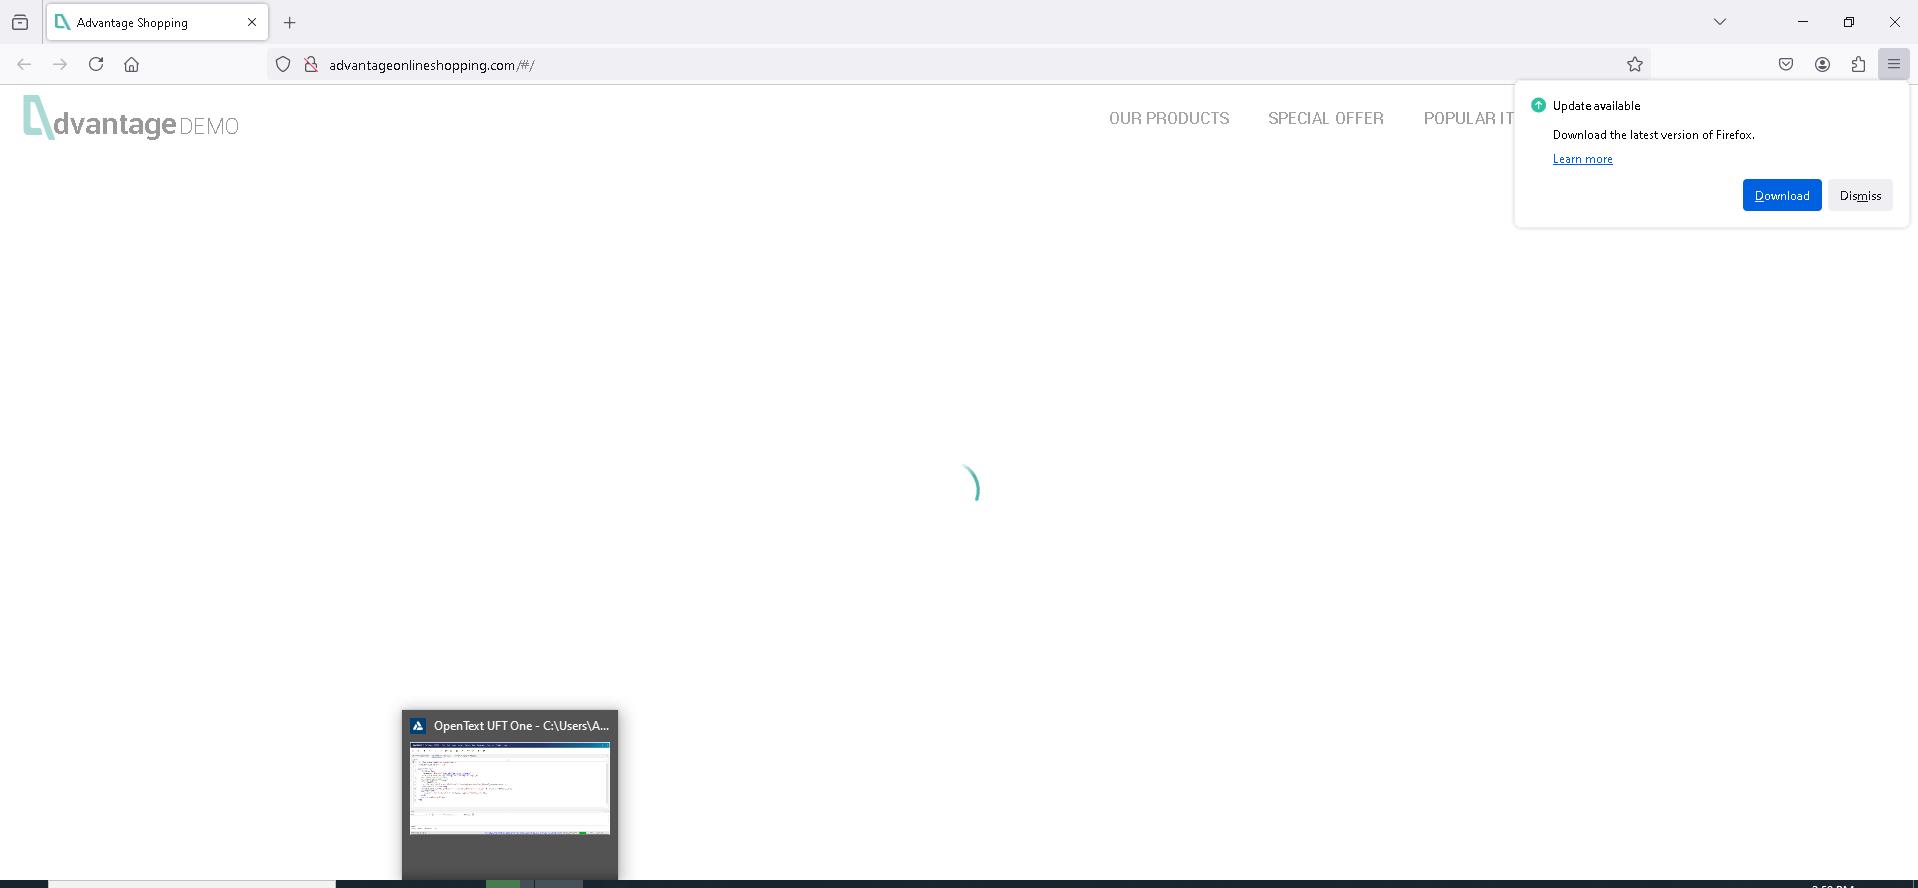 Advantage Shopping
advantageonlineshopping.com/#/
Update available
Download the latest version of Firefox.
Learn more
Download
Dismiss
dvantage DEMO
OUR PRODUCTS
SPECIAL OFFER
POPULAR IT
OpenText UFT One - C:\Users\A...